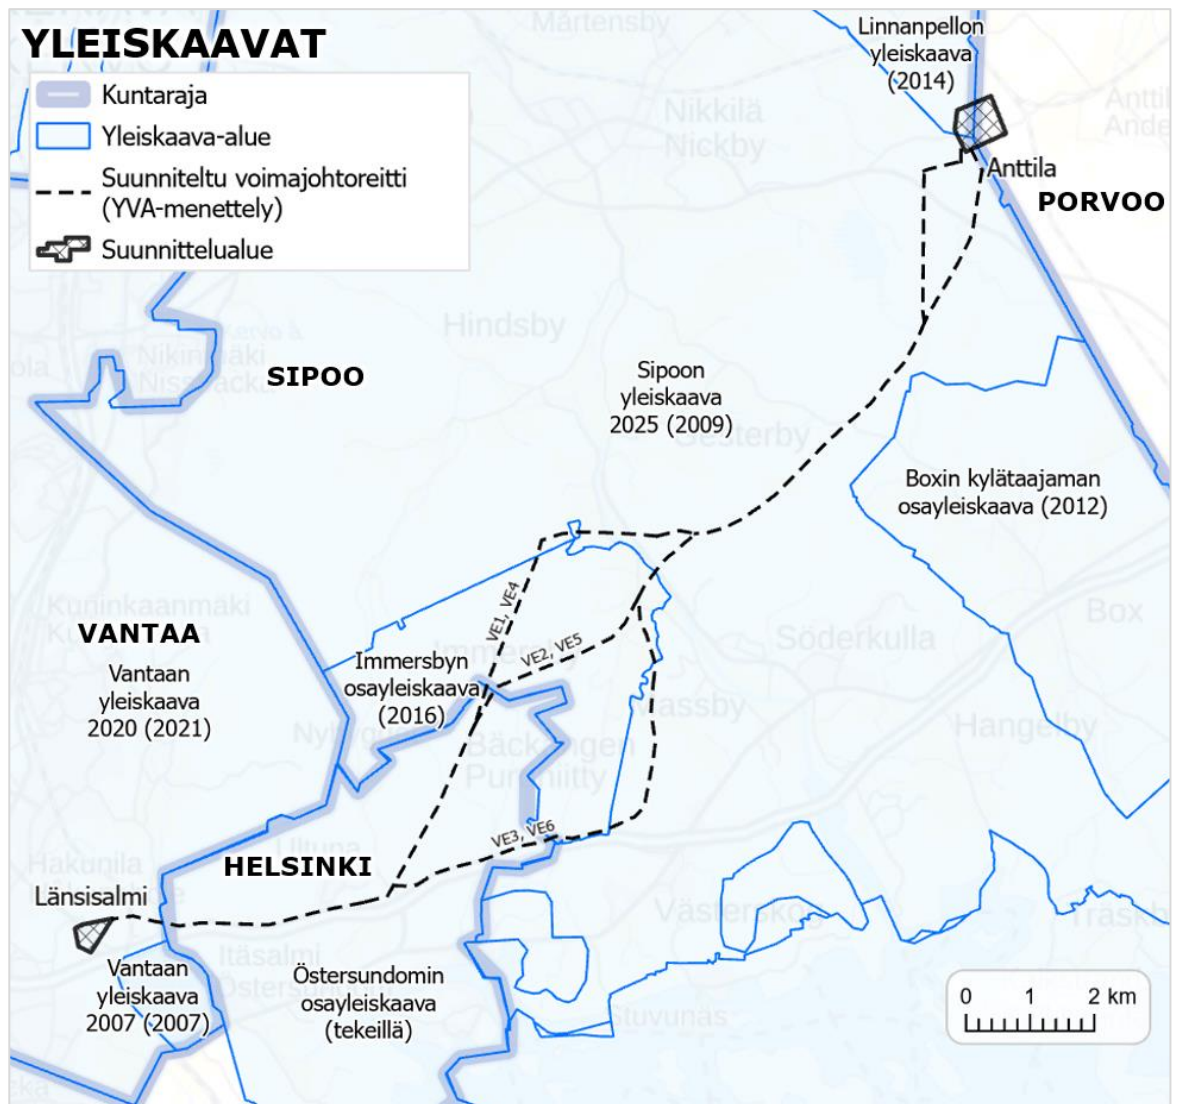 YLEISKAAVAT
Kuntaraja
Yleiskaava-alue
Suunniteltu voimajohtoreitti
(YVA-menettely)
Suunnittelualue
Mårtensby
Linnanpellon
yleiskaava
(2014)
Nikkilä
Nickby
Anttila
PORVOO
Hindsby
SIPOO
Sipoon
yleiskaava
2025 (2009)
Boxin kylätaajaman
osayleiskaava (2012)
VE1, VE4
VE2, VE5
Box
Söderkulla
VANTAA
Vantaan
yleiskaava
2020 (2021)
Immersbyn
osayleiskaava
(2016)
Hangelby
VE3, VE6
HELSINKI
Hakunila
Länsisalmi
Västerskog
Itäsalmi
Vantaan
yleiskaava
2007 (2007)
Östersundomin
osayleiskaava
(tekeillä)
0 1 2 km